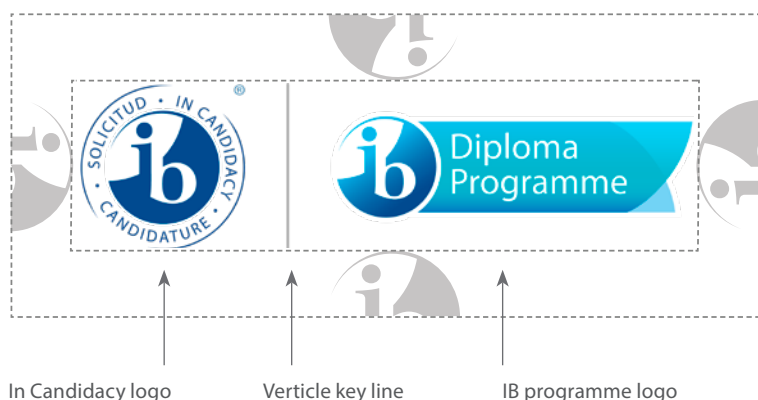 SOLICITUD · IN CANDIDACY · CANDIDATURE ·
®
ib
ib
Diploma
Programme
In Candidacy logo
Verticle key line
IB programme logo